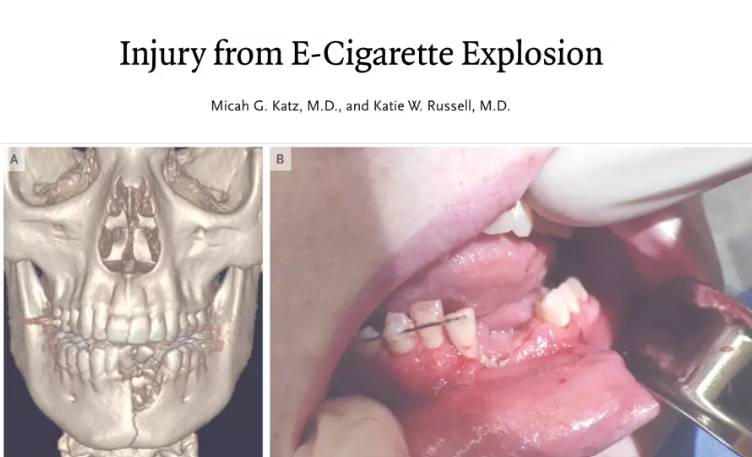 Injury from E-Cigarette Explosion
Micah G. Katz, M.D., and Katie W. Russell, M.D.
A
B